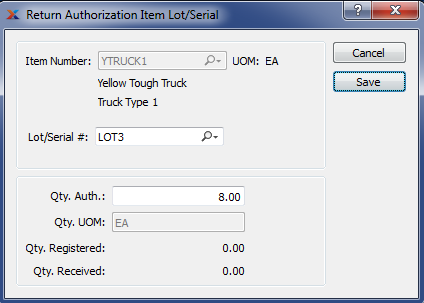 Return Authorization Item Lot/Serial
Item Number: YTRUCK1 UOM: EA
Cancel
Yellow Tough Truck
Save
Truck Type 1
Lot/Serial #: LOT3
Qty. Auth.: 8.00
Qty. UOM: EA
Qty. Registered: 0.00
Qty. Received: 0.00